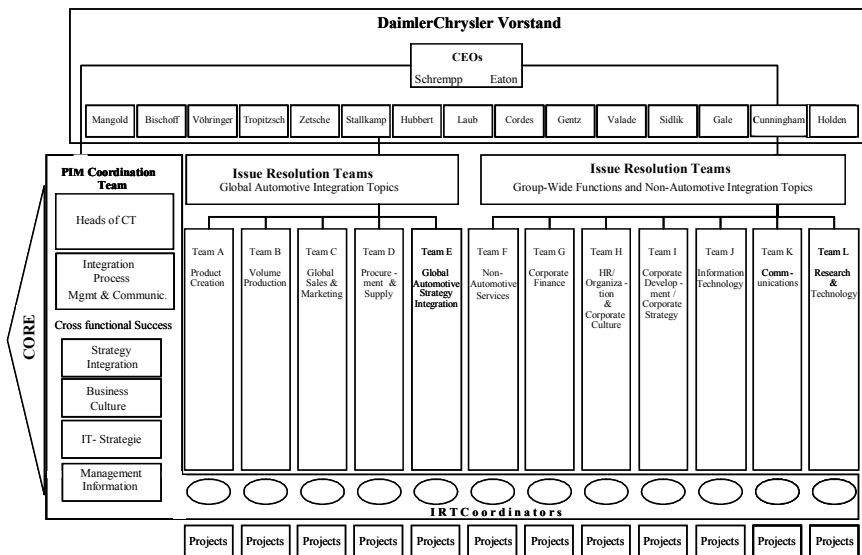 DaimlerChrysler Vorstand
CEOs
Schrempp Eaton
Mangold Bischoff Vöhringer Tropitzsch Zetsche Stallkamp Hubbert Laub Cordes Gentz Valade Sidlik Gale Cunningham Holden
PIM Coordination
Team
Heads of CT
Integration
Process
Mgmt & Communic.
Cross functional Success
Strategy
Integration
Business
Culture
IT- Strategie
Management
Information
CORE
Issue Resolution Teams
Global Automotive Integration Topics
Issue Resolution Teams
Group-Wide Functions and Non-Automotive Integration Topics
Team A
Product
Creation
Team B
Volume
Production
Team C
Global
Sales &
Marketing
Team D
Procure -
ment &
Supply
Team E
Global
Automotive
Strategy
Integration
Team F
Non-
Automotive
Services
Team G
Corporate
Finance
Team H
HR/
Organiza -
tion
&
Corporate
Culture
Team I
Corporate
Develop -
ment /
Corporate
Strategy
Team J
Information
Technology
Team K
Comm-
unications
Team L
Research
&
Technology
IRTCoordinators
Projects Projects Projects Projects Projects Projects Projects Projects Projects Projects Projects Projects